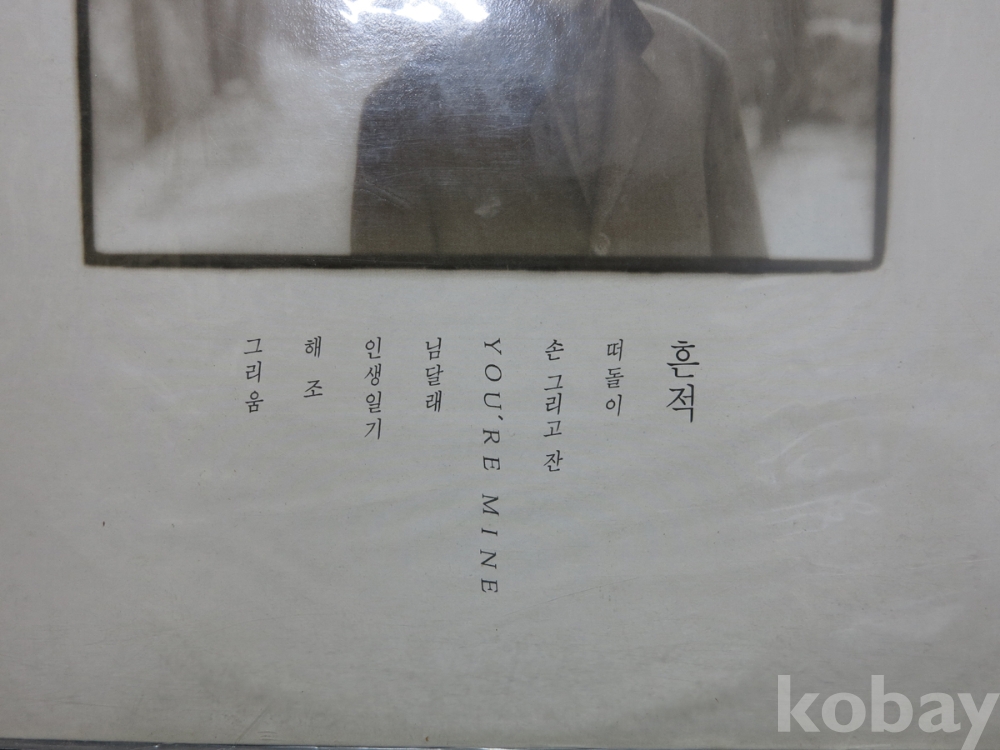 흔적
떠돌이
손 그리고 잔
YOU'RE MINE
님달래
인생일기
해 조
그리움
kobay